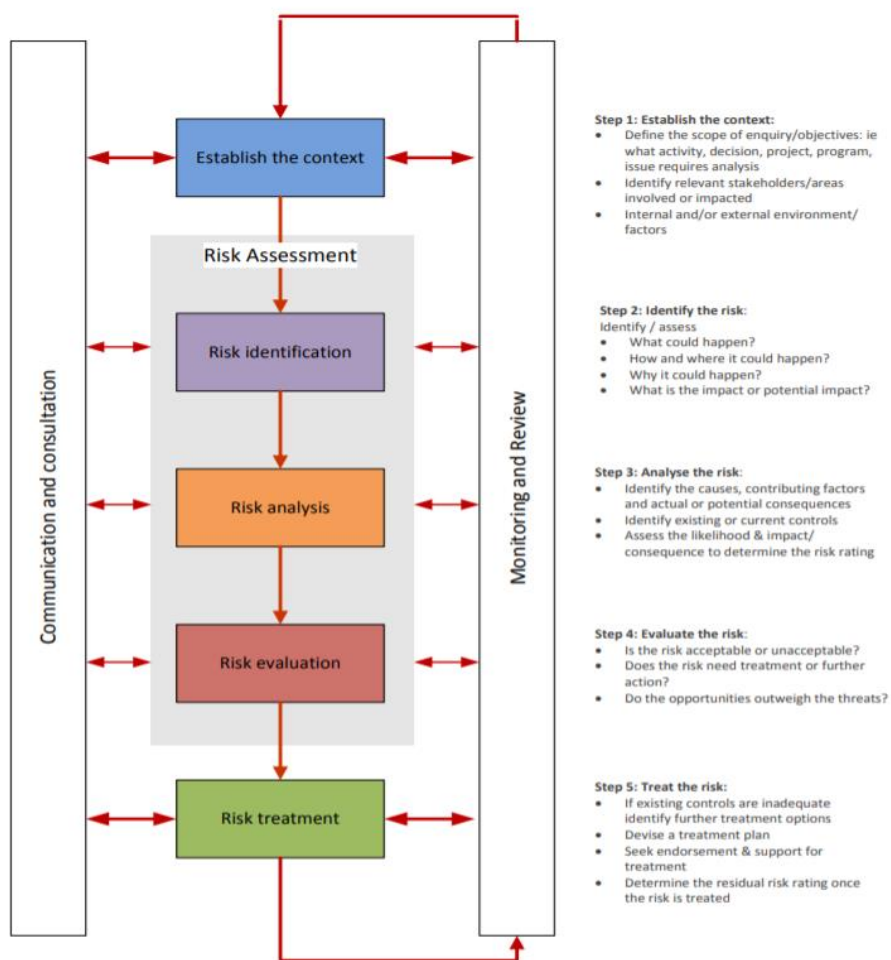 Communication and consultation
Establish the context
Risk Assessment
Risk identification
Risk analysis
Risk evaluation
Risk treatment
Monitoring and Review
Step 1: Establish the context:
• Define the scope of enquiry/objectives: ie
what activity, decision, project, program,
issue requires analysis
• Identify relevant stakeholders/areas
involved or impacted
• Internal and/or external environment/
factors
Step 2: Identify the risk:
Identify / assess
• What could happen?
• How and where it could happen?
• Why it could happen?
• What is the impact or potential impact?
Step 3: Analyse the risk:
• Identify the causes, contributing factors
and actual or potential consequences
• Identify existing or current controls
• Assess the likelihood & impact/
consequence to determine the risk rating
Step 4: Evaluate the risk:
• Is the risk acceptable or unacceptable?
• Does the risk need treatment or further
action?
• Do the opportunities outweigh the threats?
Step 5: Treat the risk:
• If existing controls are inadequate
identify further treatment options
• Devise a treatment plan
• Seek endorsement & support for
treatment
• Determine the residual risk rating once
the risk is treated